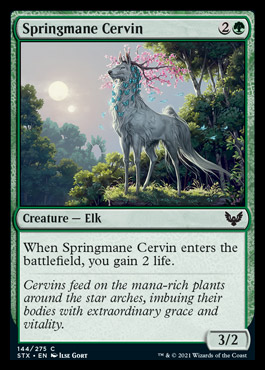 Springmane Cervin 2
Creature — Elk
When Springmane Cervin enters the
battlefield, you gain 2 life.
Cervins feed on the mana-rich plants
around the star arches, imbuing their
bodies with extraordinary grace and
vitality.
3/2
144/275 C
STX • EN ILSE GORT ™ & © 2021 Wizards of the Coast